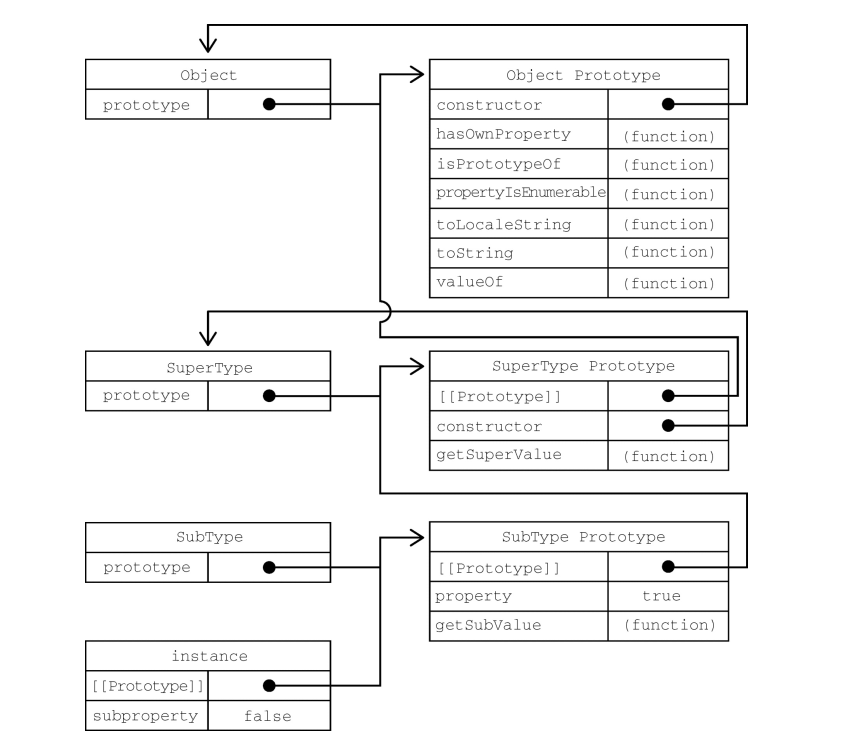 Object
prototype
Object Prototype
constructor
hasOwnProperty (function)
isPrototypeOf (function)
propertyIsEnumerable (function)
toLocaleString (function)
toString (function)
valueOf (function)
SuperType
prototype
SuperType Prototype
[[Prototype]]
constructor
getSuperValue (function)
SubType
prototype
SubType Prototype
[[Prototype]]
property true
getSubValue (function)
instance
[[Prototype]]
subproperty false